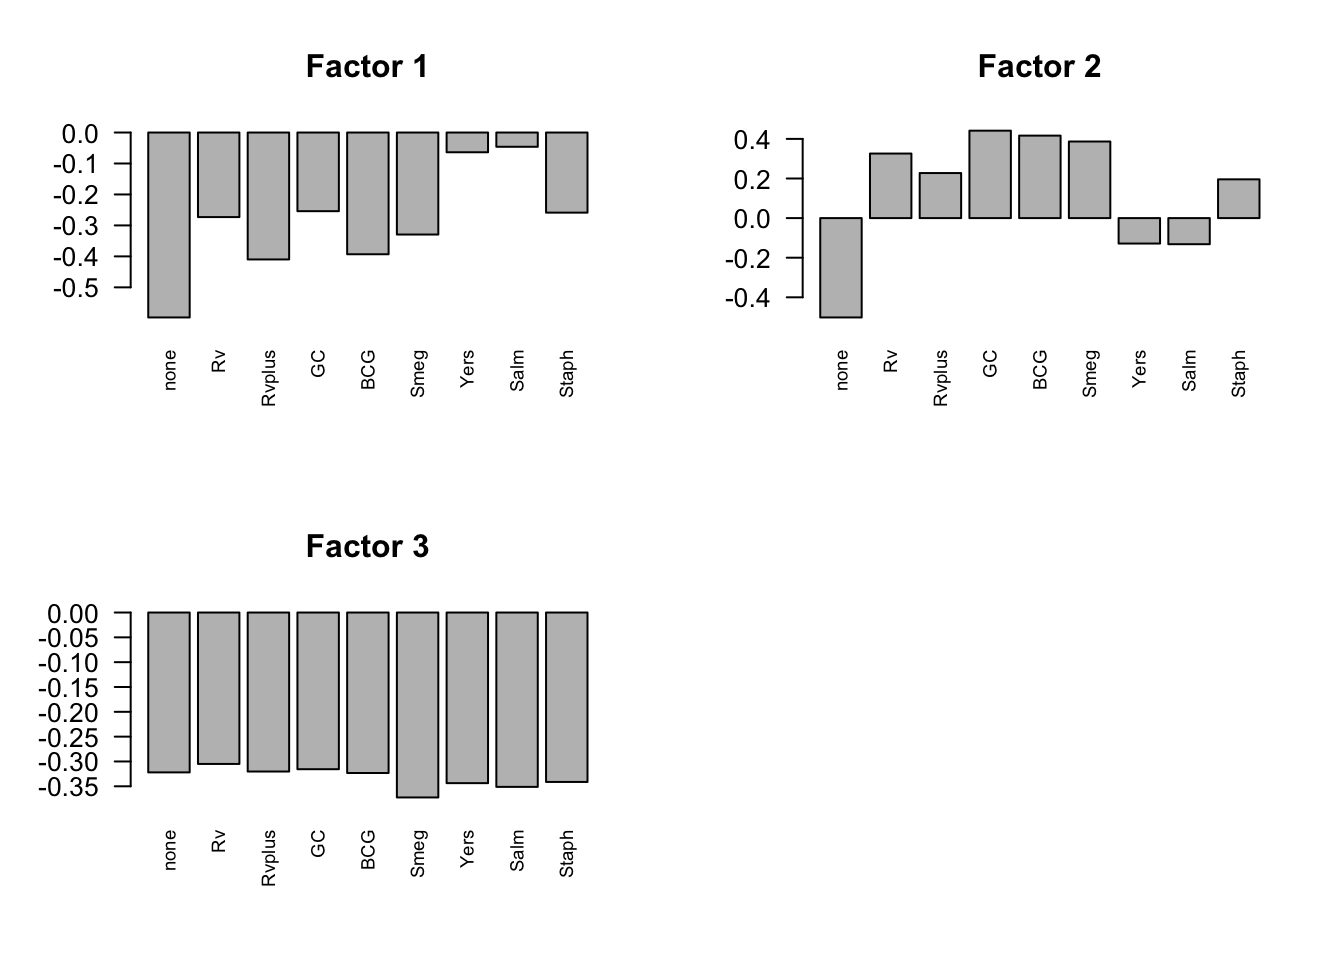 Factor 1
0.0
-0.1
-0.2
-0.3
-0.4
-0.5
none
Rv
Rvplus
GC
BCG
Smeg
Yers
Salm
Staph
Factor 2
0.4
0.2
0.0
-0.2
-0.4
none
Rv
Rvplus
GC
BCG
Smeg
Yers
Salm
Staph
Factor 3
0.00
-0.05
-0.10
-0.15
-0.20
-0.25
-0.30
-0.35
none
Rv
Rvplus
GC
BCG
Smeg
Yers
Salm
Staph